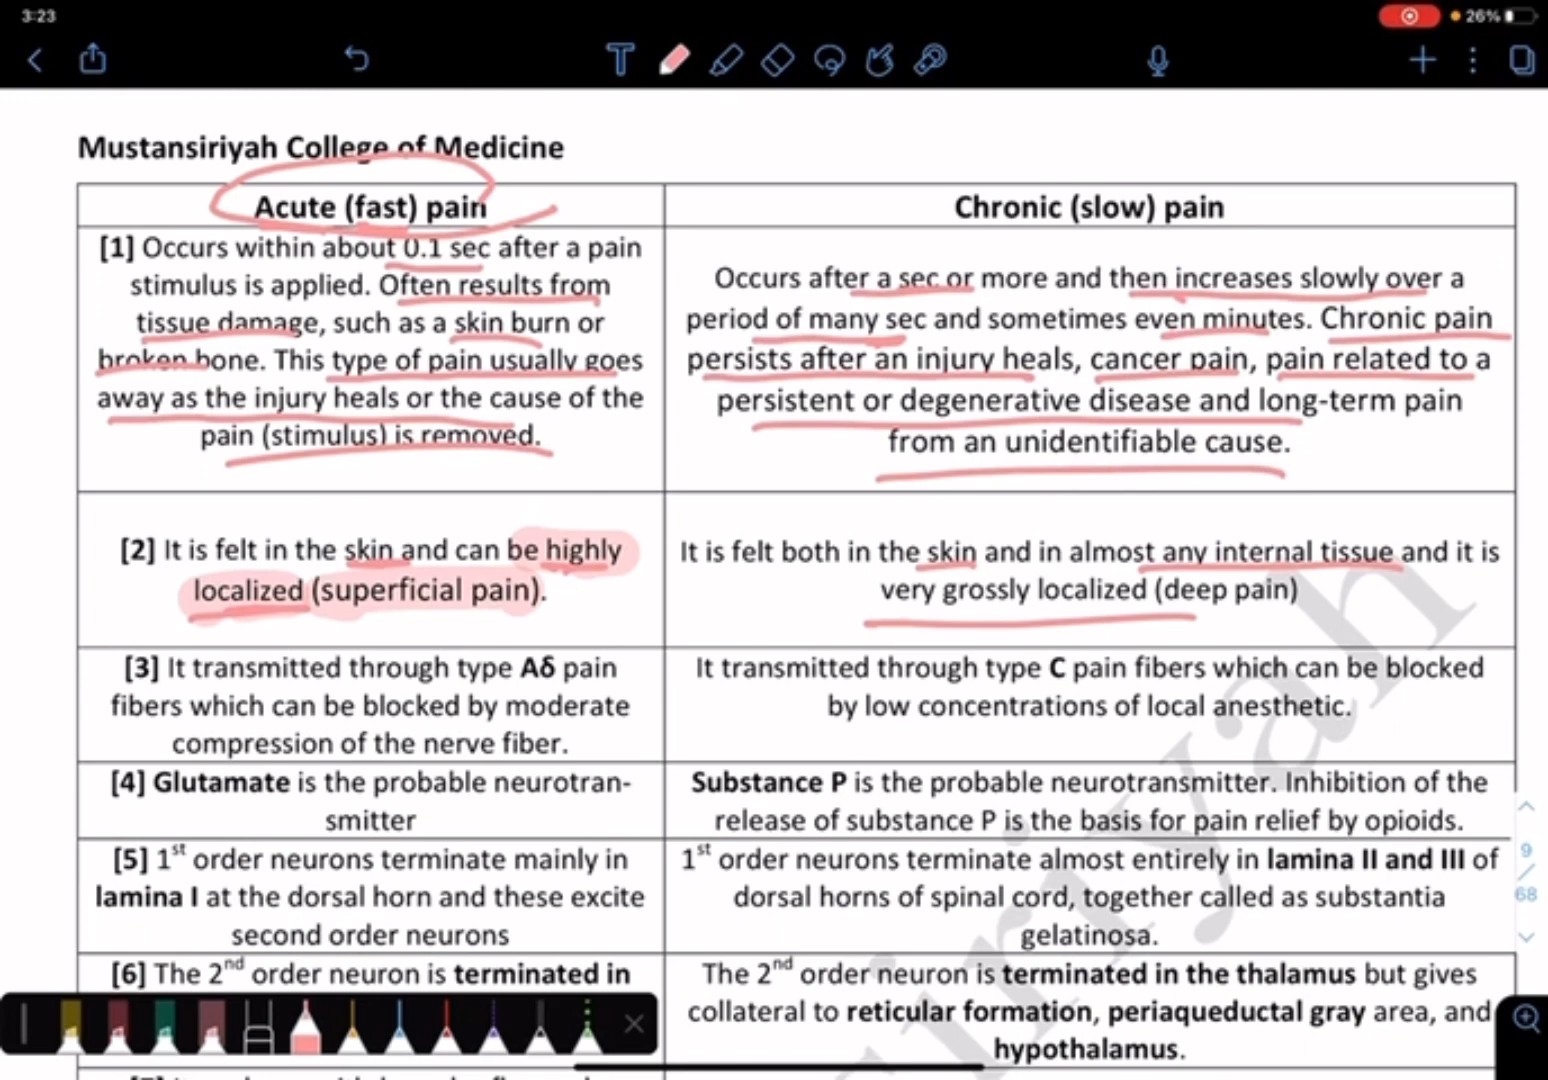 3:23
26%
Mustansiriyah College of Medicine
Acute (fast) pain
Chronic (slow) pain
[1] Occurs within about 0.1 sec after a pain
stimulus is applied. Often results from
tissue damage, such as a skin burn or
broken bone. This type of pain usually goes
away as the injury heals or the cause of the
pain (stimulus) is removed.
Occurs after a sec or more and then increases slowly over a
period of many sec and sometimes even minutes. Chronic pain
persists after an injury heals, cancer pain, pain related to a
persistent or degenerative disease and long-term pain
from an unidentifiable cause.
[2] It is felt in the skin and can be highly
localized (superficial pain).
It is felt both in the skin and in almost any internal tissue and it is
very grossly localized (deep pain)
[3] It transmitted through type Aδ pain
fibers which can be blocked by moderate
compression of the nerve fiber.
It transmitted through type C pain fibers which can be blocked
by low concentrations of local anesthetic.
[4] Glutamate is the probable neurotran-
smitter
Substance P is the probable neurotransmitter. Inhibition of the
release of substance P is the basis for pain relief by opioids.
[5] 1st order neurons terminate mainly in
lamina I at the dorsal horn and these excite
second order neurons
1st order neurons terminate almost entirely in lamina II and III of
dorsal horns of spinal cord, together called as substantia
gelatinosa.
[6] The 2nd order neuron is terminated in
The 2nd order neuron is terminated in the thalamus but gives
collateral to reticular formation, periaqueductal gray area, and
hypothalamus.
9
/
68